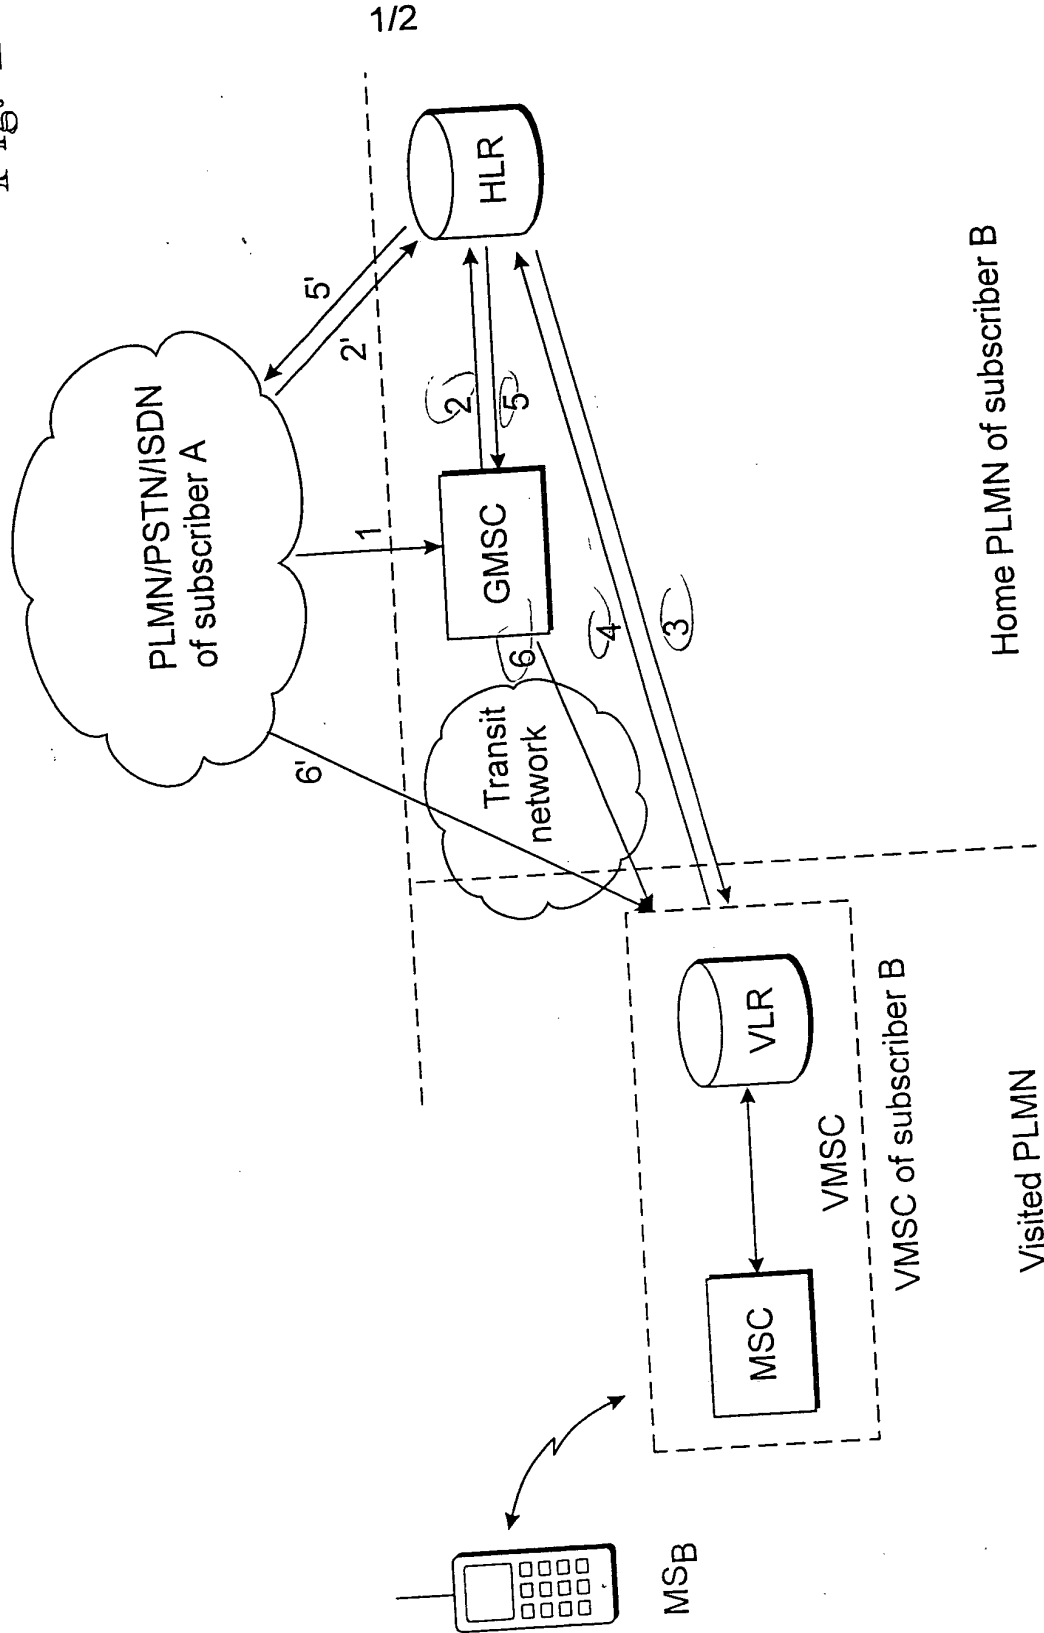 1/2
Fig.
PLMN/PSTN/ISDN
of subscriber A
5'
2'
HLR
1
2
5
GMSC
6'
6
Transit
network
4
3
Home PLMN of subscriber B
VLR
VMSC
MSC
VMSC of subscriber B
Visited PLMN
MSB